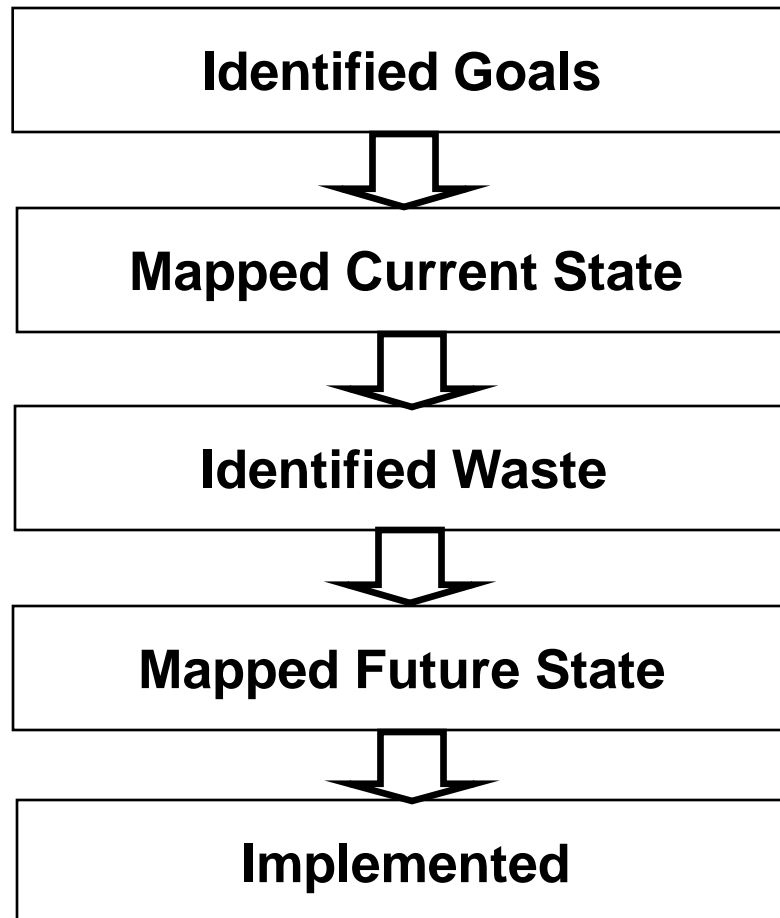 Identified Goals
Mapped Current State
Identified Waste
Mapped Future State
Implemented